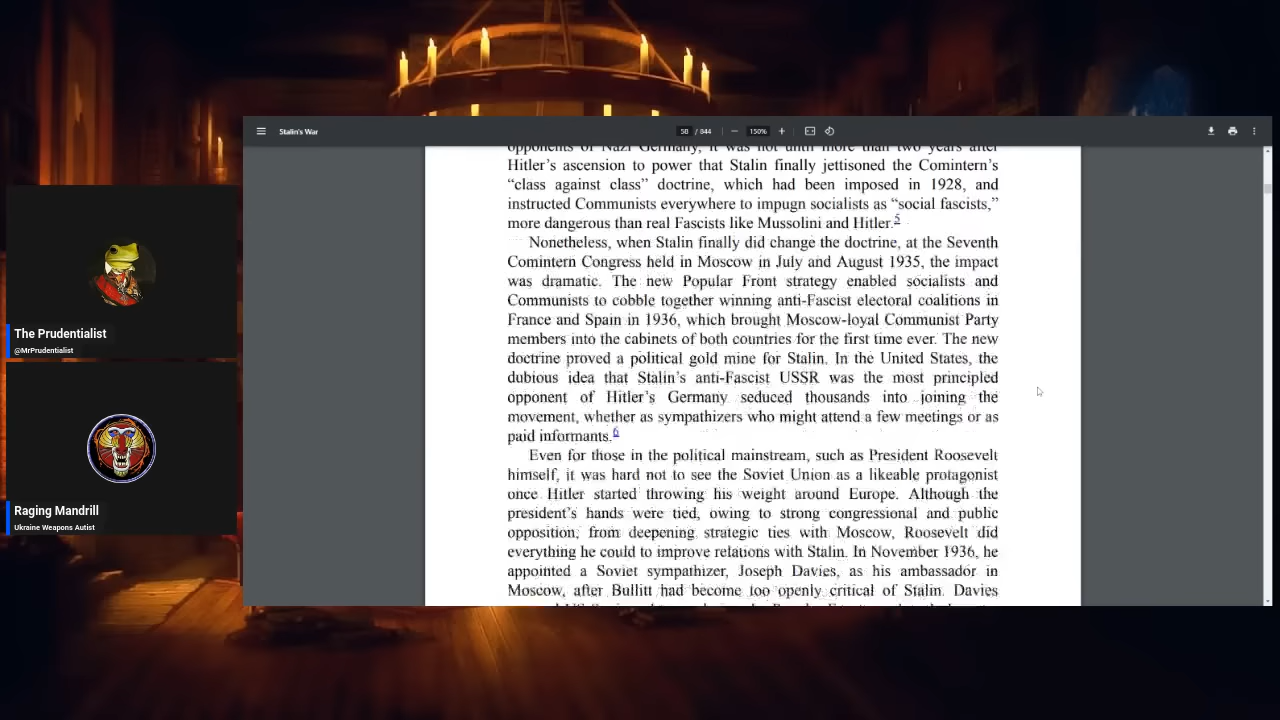 Stalin's War
58 / 844
150%
opponents of Nazi Germany, it was not until more than two years after
Hitler's ascension to power that Stalin finally jettisoned the Comintern's
“class against class” doctrine, which had been imposed in 1928, and
instructed Communists everywhere to impugn socialists as “social fascists,”
more dangerous than real Fascists like Mussolini and Hitler.5
Nonetheless, when Stalin finally did change the doctrine, at the Seventh
Comintern Congress held in Moscow in July and August 1935, the impact
was dramatic. The new Popular Front strategy enabled socialists and
Communists to cobble together winning anti-Fascist electoral coalitions in
France and Spain in 1936, which brought Moscow-loyal Communist Party
members into the cabinets of both countries for the first time ever. The new
doctrine proved a political gold mine for Stalin. In the United States, the
dubious idea that Stalin's anti-Fascist USSR was the most principled
opponent of Hitler's Germany seduced thousands into joining the
movement, whether as sympathizers who might attend a few meetings or as
paid informants.6
Even for those in the political mainstream, such as President Roosevelt
himself, it was hard not to see the Soviet Union as a likeable protagonist
once Hitler started throwing his weight around Europe. Although the
president's hands were tied, owing to strong congressional and public
opposition, from deepening strategic ties with Moscow, Roosevelt did
everything he could to improve relations with Stalin. In November 1936, he
appointed a Soviet sympathizer, Joseph Davies, as his ambassador in
Moscow, after Bullitt had become too openly critical of Stalin. Davies
The Prudentialist
@MrPrudentialist
Raging Mandrill
Ukraine Weapons Autist